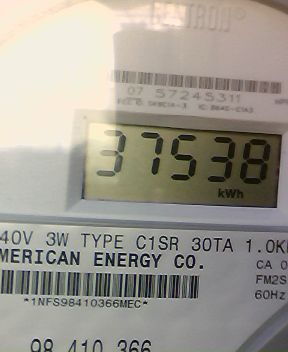 ITRON®
07 57245311
37538
kWh
40V 3W TYPE C1SR 30TA 1.0K
MERICAN ENERGY CO.
CA 0
FM2S
60Hz
*1NFS98410366MEC*
98 410 366